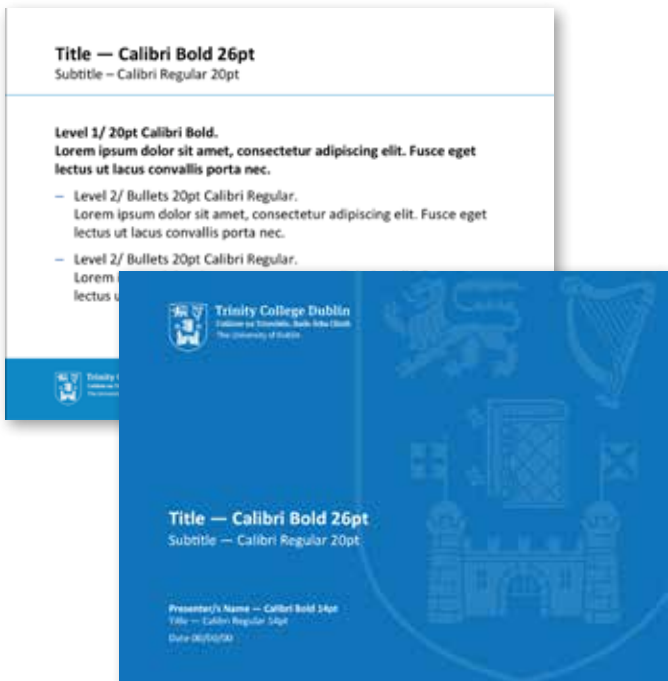 Title — Calibri Bold 26pt
Subtitle – Calibri Regular 20pt
Level 1/ 20pt Calibri Bold.
Lorem ipsum dolor sit amet, consectetur adipiscing elit. Fusce eget
lectus ut lacus convallis porta nec.
– Level 2/ Bullets 20pt Calibri Regular.
Lorem ipsum dolor sit amet, consectetur adipiscing elit. Fusce eget
lectus ut lacus convallis porta nec.
– Level 2/ Bullets 20pt Calibri Regular.
Lorem
lectus
Trinity
Trinity College Dublin
Coláiste na Tríonóide, Baile Átha Cliath
The University of Dublin
Title — Calibri Bold 26pt
Subtitle — Calibri Regular 20pt
Presenter/s Name — Calibri Bold 14pt
Title — Calibri Regular 14pt
Date 00/00/00